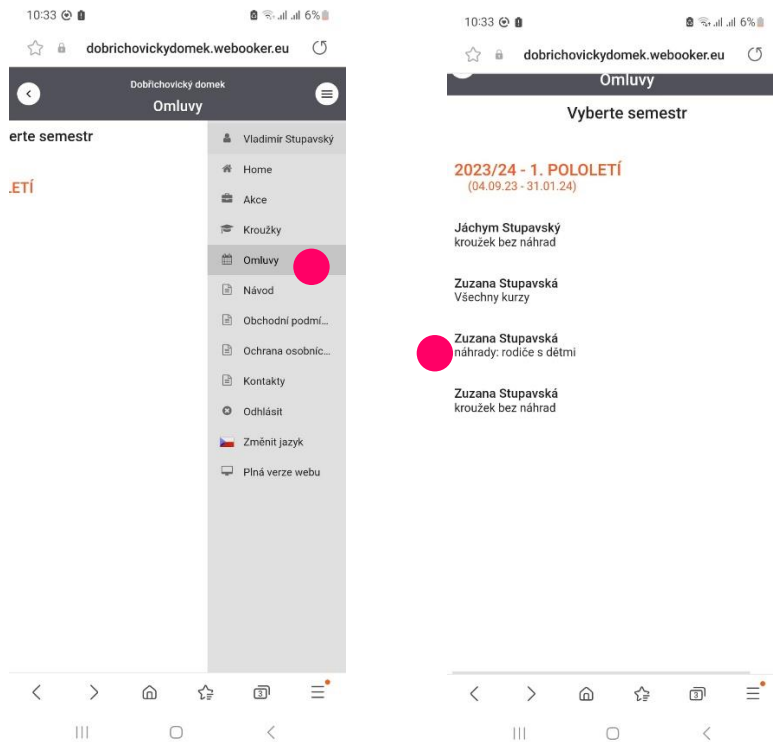 10:33
6%
dobrichovickydomek.webooker.eu
Dobřichovický domek
Omluvy
erte semestr
.ETÍ
Vladimír Stupavský
Home
Akce
Kroužky
Omluvy
Návod
Obchodní podmí...
Ochrana osobníc...
Kontakty
Odhlásit
Změnit jazyk
Plná verze webu
3
10:33
6%
dobrichovickydomek.webooker.eu
Omluvy
Vyberte semestr
2023/24 - 1. POLOLETÍ
(04.09.23 - 31.01.24)
Jáchym Stupavský
kroužek bez náhrad
Zuzana Stupavská
Všechny kurzy
Zuzana Stupavská
náhrady: rodiče s dětmi
Zuzana Stupavská
kroužek bez náhrad
3